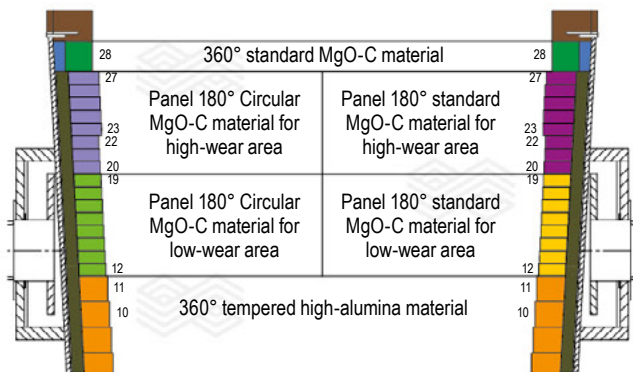 28 360° standard MgO-C material 28
27 27
Panel 180° Circular
MgO-C material for
high-wear area
Panel 180° standard
MgO-C material for
high-wear area
23 23
22 22
20 20
19 19
Panel 180° Circular
MgO-C material for
low-wear area
Panel 180° standard
MgO-C material for
low-wear area
12 12
11 11
10 360° tempered high-alumina material 10